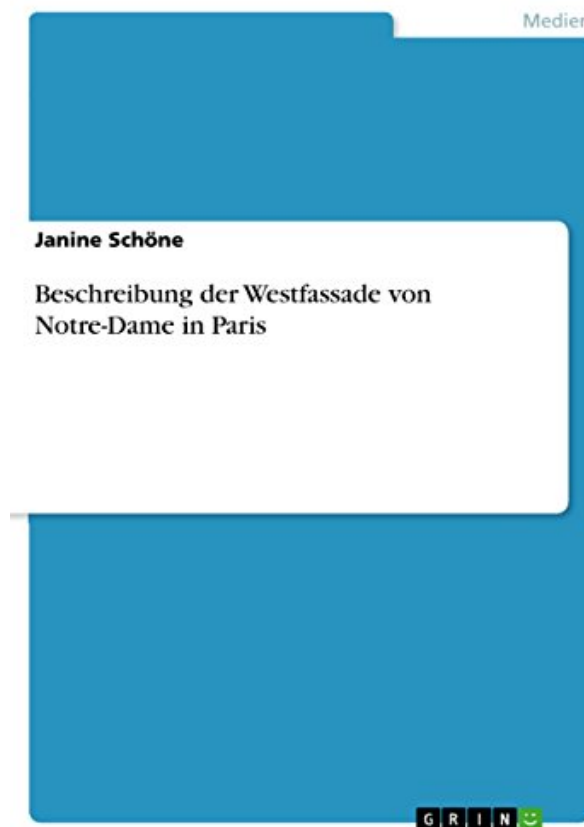 Medien
Janine Schöne
Beschreibung der Westfassade von
Notre-Dame in Paris
GRIN